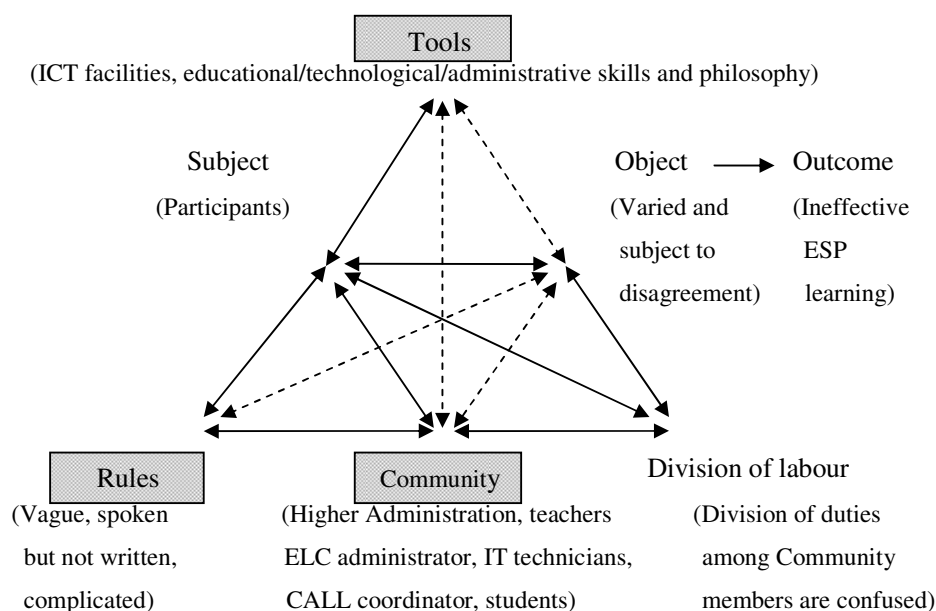 Tools
(ICT facilities, educational/technological/administrative skills and philosophy)
Subject
(Participants)
Object
(Varied and
subject to
disagreement)
Outcome
(Ineffective
ESP
learning)
Rules
(Vague, spoken
but not written,
complicated)
Community
(Higher Administration, teachers
ELC administrator, IT technicians,
CALL coordinator, students)
Division of labour
(Division of duties
among Community
members are confused)